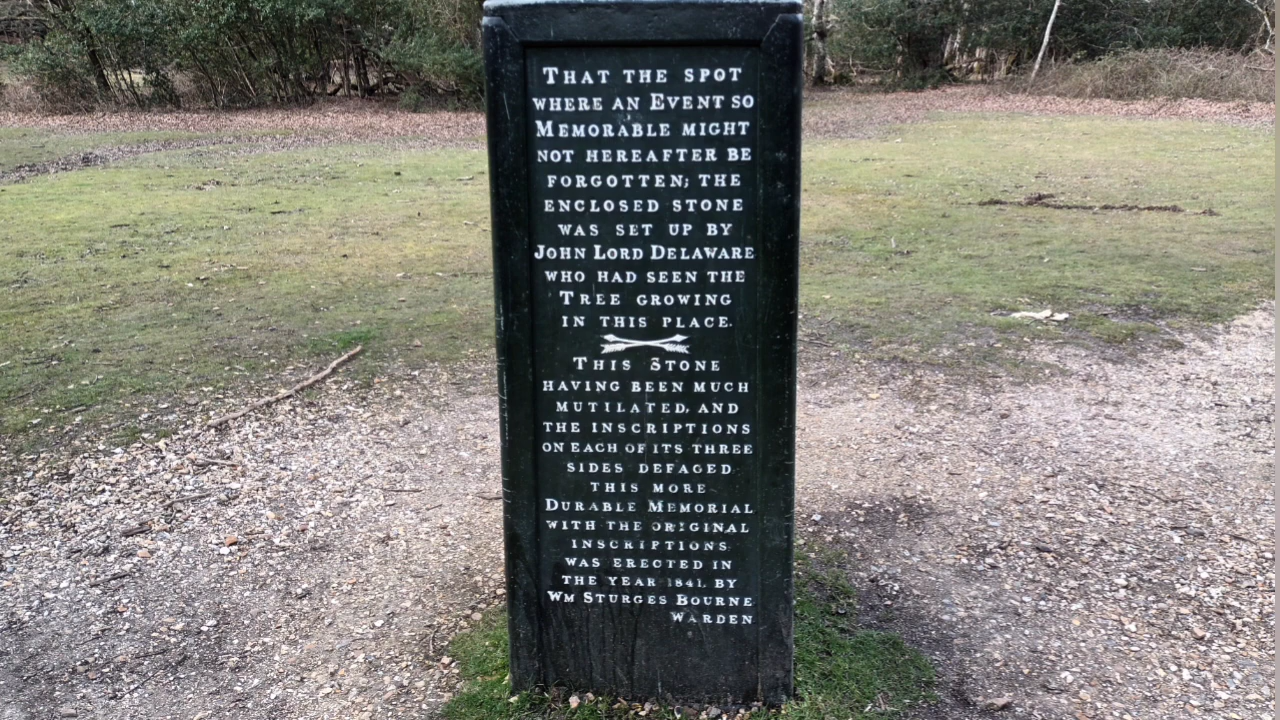 THAT THE SPOT
WHERE AN EVENT SO
MEMORABLE MIGHT
NOT HEREAFTER BE
FORGOTTEN; THE
ENCLOSED STONE
WAS SET UP BY
JOHN LORD DELAWARE
WHO HAD SEEN THE
TREE GROWING
IN THIS PLACE.
THIS STONE
HAVING BEEN MUCH
MUTILATED, AND
THE INSCRIPTIONS
ON EACH OF ITS THREE
SIDES DEFACED
THIS MORE
DURABLE MEMORIAL
WITH THE ORIGINAL
INSCRIPTIONS
WAS ERECTED IN
THE YEAR 1841. BY
WM STURGES BOURNE
WARDEN